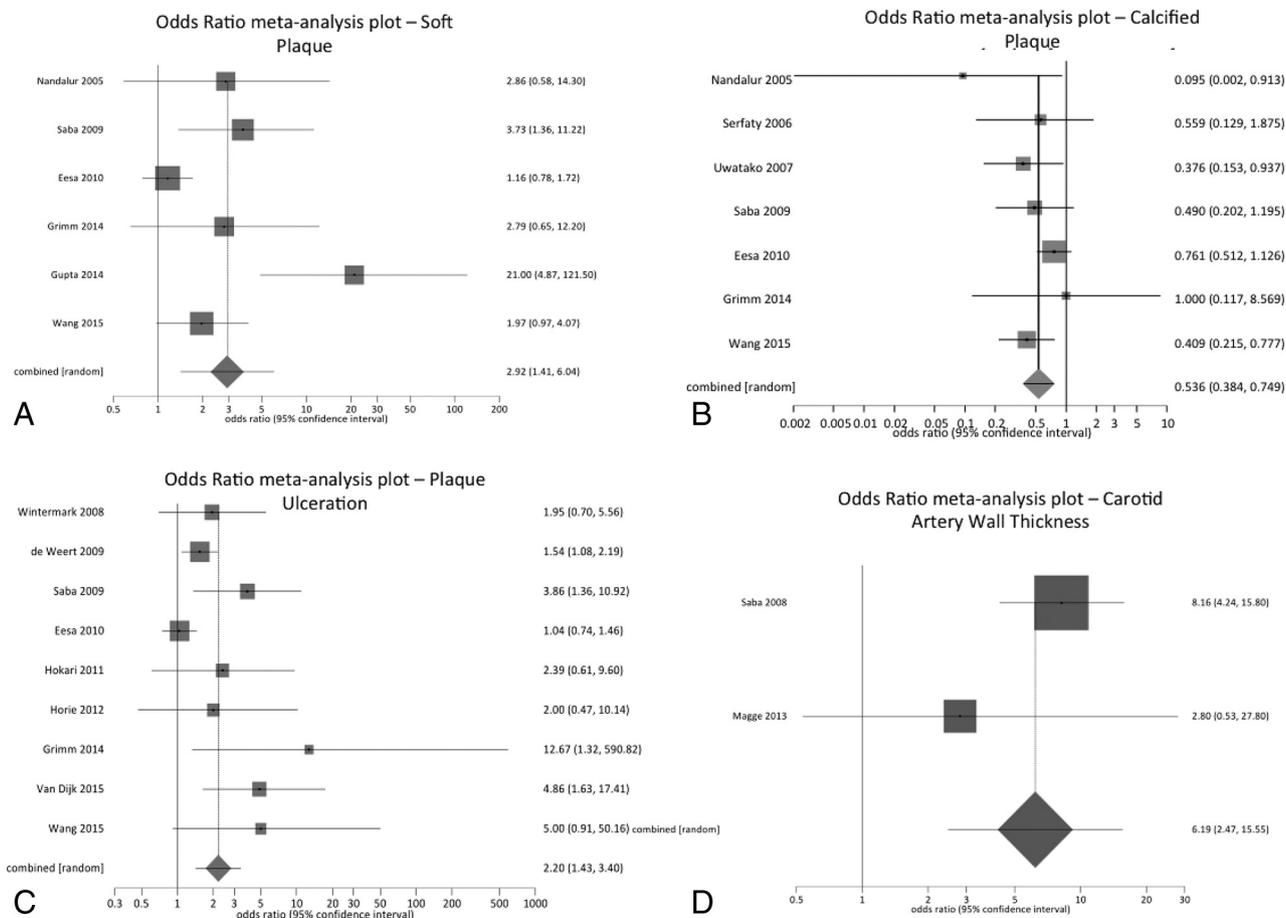 Odds Ratio meta-analysis plot – Soft
Plaque
Nandalur 2005 2.86 (0.58, 14.30)
Saba 2009 3.73 (1.36, 11.22)
Eesa 2010 1.16 (0.78, 1.72)
Grimm 2014 2.79 (0.65, 12.20)
Gupta 2014 21.00 (4.87, 121.50)
Wang 2015 1.97 (0.97, 4.07)
combined [random] 2.92 (1.41, 6.04)
0.5 1 2 3 5 10 20 30 50 100 200
odds ratio (95% confidence interval)
A
Odds Ratio meta-analysis plot – Calcified
Plaque
Nandalur 2005 0.095 (0.002, 0.913)
Serfaty 2006 0.559 (0.129, 1.875)
Uwatako 2007 0.376 (0.153, 0.937)
Saba 2009 0.490 (0.202, 1.195)
Eesa 2010 0.761 (0.512, 1.126)
Grimm 2014 1.000 (0.117, 8.569)
Wang 2015 0.409 (0.215, 0.777)
combined [random] 0.536 (0.384, 0.749)
0.002 0.005 0.01 0.02 0.05 0.1 0.2 0.5 1 2 3 5 10
odds ratio (95% confidence interval)
B
Odds Ratio meta-analysis plot – Plaque
Ulceration
Wintermark 2008 1.95 (0.70, 5.56)
de Weert 2009 1.54 (1.08, 2.19)
Saba 2009 3.86 (1.36, 10.92)
Eesa 2010 1.04 (0.74, 1.46)
Hokari 2011 2.39 (0.61, 9.60)
Horie 2012 2.00 (0.47, 10.14)
Grimm 2014 12.67 (1.32, 590.82)
Van Dijk 2015 4.86 (1.63, 17.41)
Wang 2015 5.00 (0.91, 50.16)
combined [random] 2.20 (1.43, 3.40)
0.3 0.5 1 2 3 5 10 20 30 50 100 200 500 1000
odds ratio (95% confidence interval)
C
Odds Ratio meta-analysis plot – Carotid
Artery Wall Thickness
Saba 2008 8.16 (4.24, 15.80)
Magge 2013 2.80 (0.53, 27.80)
combined [random] 6.19 (2.47, 15.55)
0.5 1 2 3 5 10 20 30
odds ratio (95% confidence interval)
D